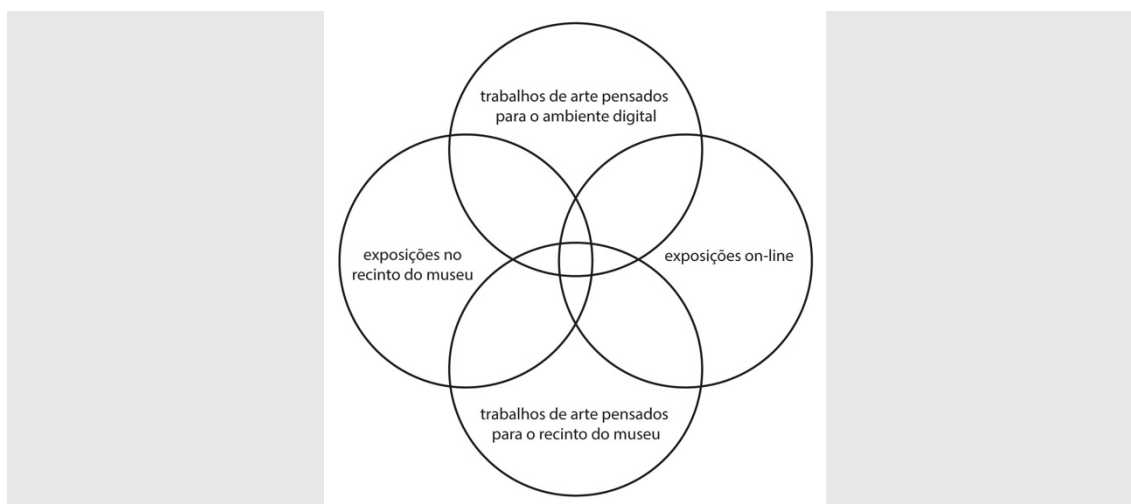 trabalhos de arte pensados
para o ambiente digital
exposições no
recinto do museu
exposições on-line
trabalhos de arte pensados
para o recinto do museu